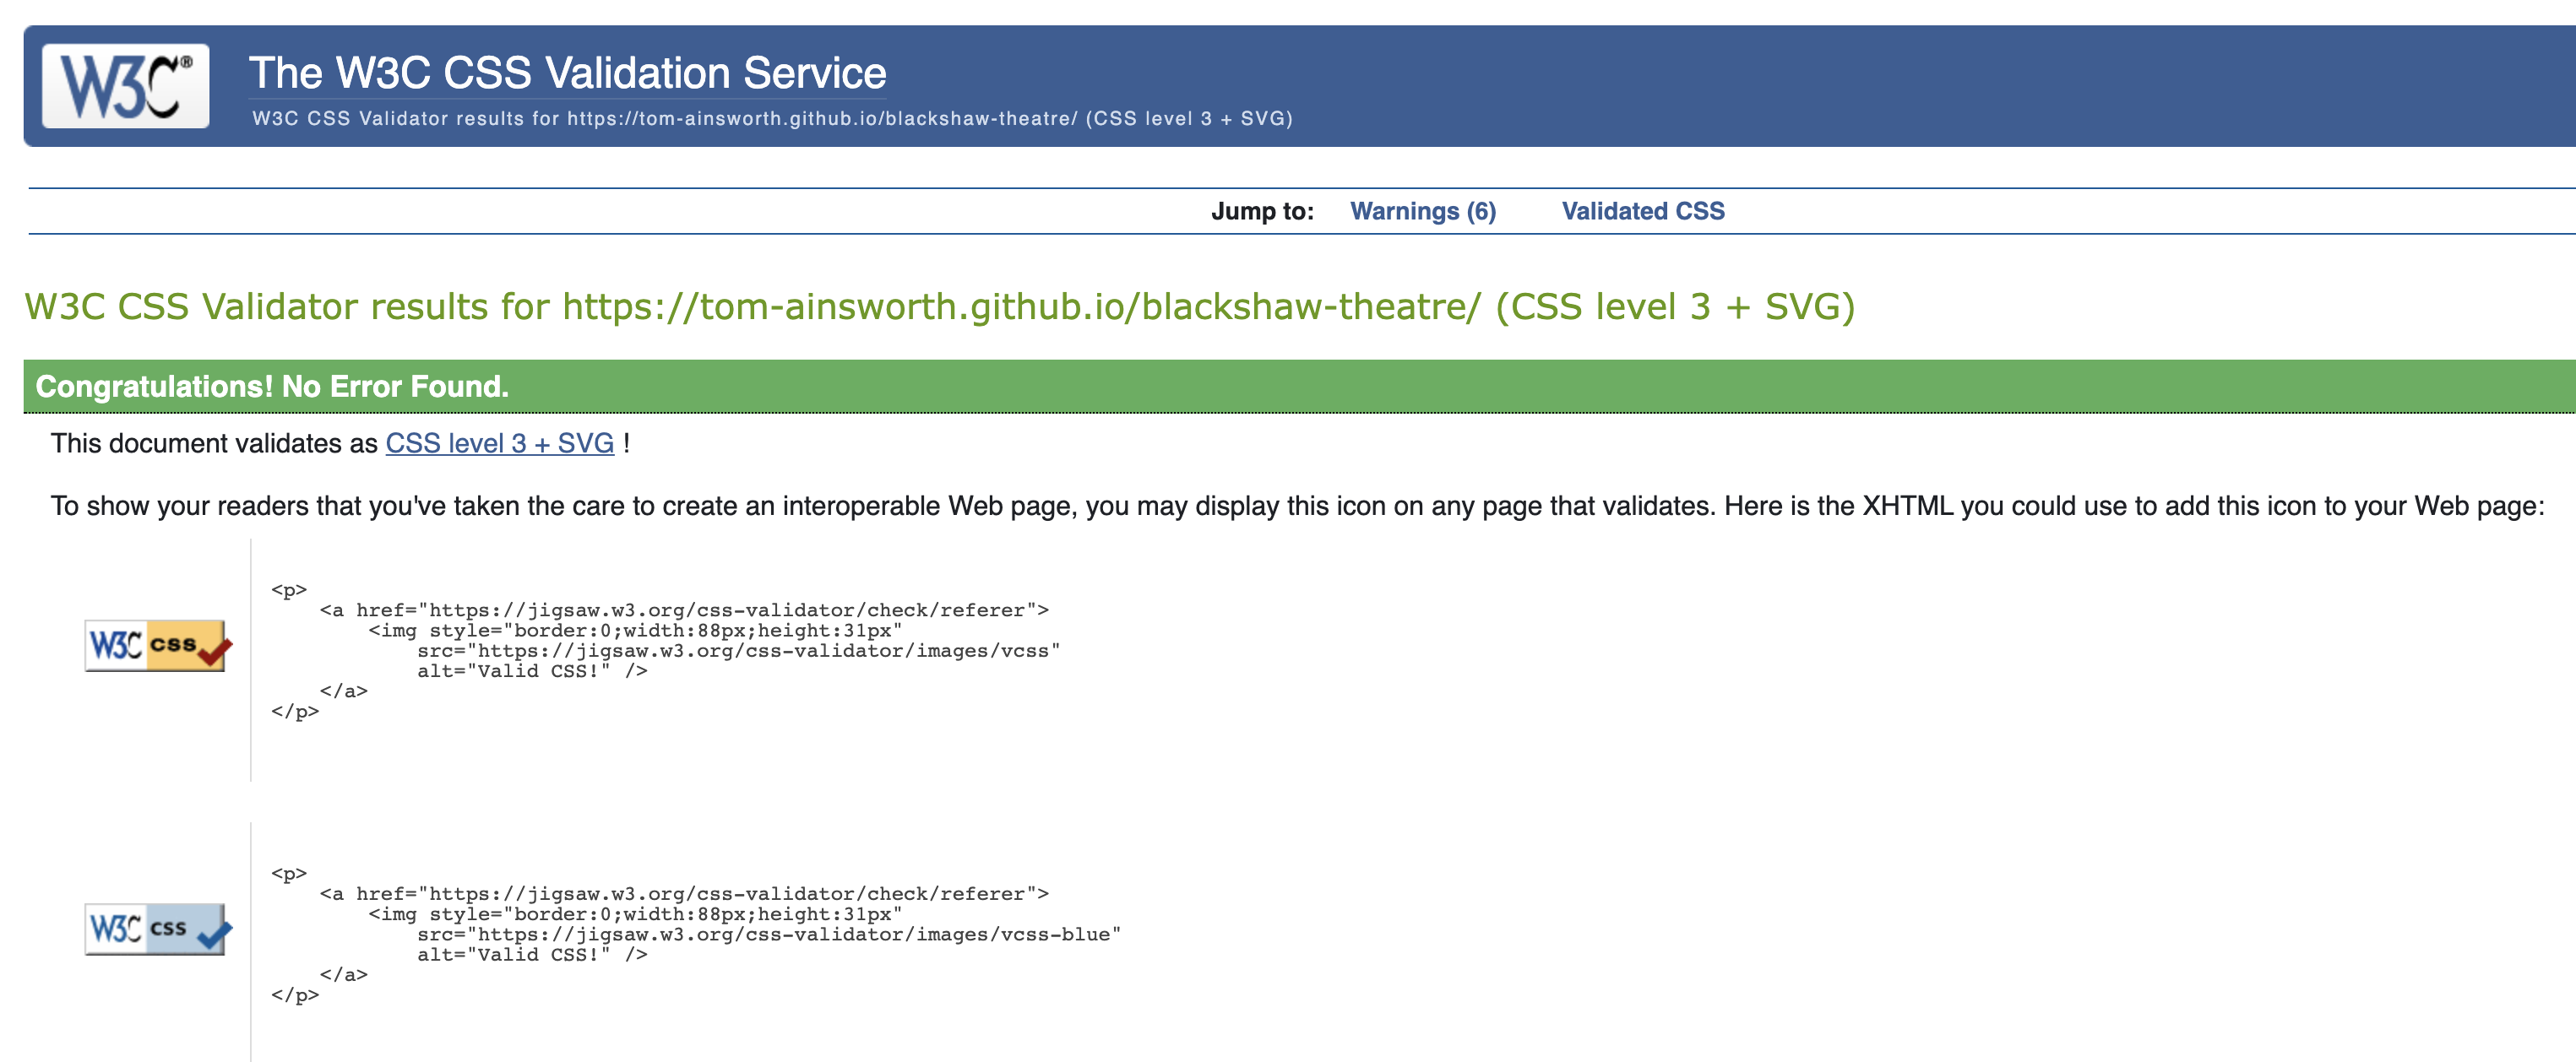 W3C®
The W3C CSS Validation Service
W3C CSS Validator results for https://tom-ainsworth.github.io/blackshaw-theatre/ (CSS level 3 + SVG)
Jump to: Warnings (6) Validated CSS
W3C CSS Validator results for https://tom-ainsworth.github.io/blackshaw-theatre/ (CSS level 3 + SVG)
Congratulations! No Error Found.
This document validates as CSS level 3 + SVG !
To show your readers that you've taken the care to create an interoperable Web page, you may display this icon on any page that validates. Here is the XHTML you could use to add this icon to your Web page:
W3C css
<p>
    <a href="https://jigsaw.w3.org/css-validator/check/referer">
        <img style="border:0;width:88px;height:31px"
            src="https://jigsaw.w3.org/css-validator/images/vcss"
            alt="Valid CSS!" />
    </a>
</p>
W3C css
<p>
    <a href="https://jigsaw.w3.org/css-validator/check/referer">
        <img style="border:0;width:88px;height:31px"
            src="https://jigsaw.w3.org/css-validator/images/vcss-blue"
            alt="Valid CSS!" />
    </a>
</p>